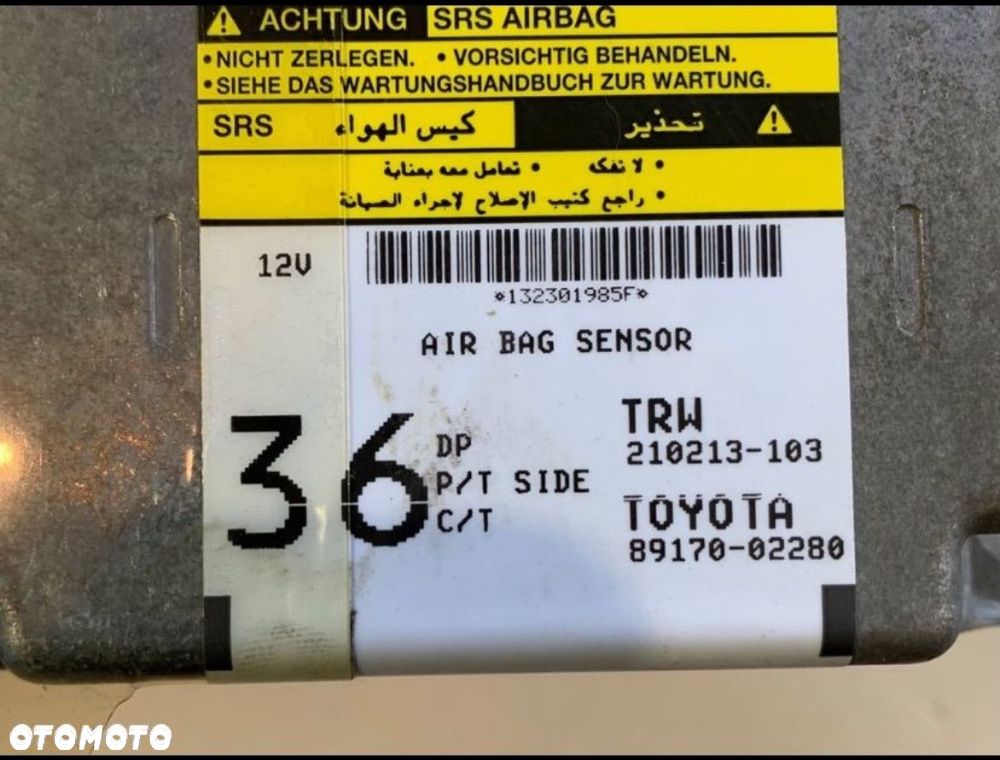 ACHTUNG SRS AIRBAG
• NICHT ZERLEGEN. • VORSICHTIG BEHANDELN.
• SIEHE DAS WARTUNGSHANDBUCH ZUR WARTUNG.
تحذير كيس الهواء SRS
• لا تفكه • تعامل معه بعناية
• راجع كتيب الإصلاح لإجراء الصيانة
12V
*132301985F*
AIR BAG SENSOR
36
DP
P/T SIDE
C/T
TRW
210213-103
TOYOTA
89170-02280
OTOMOTO